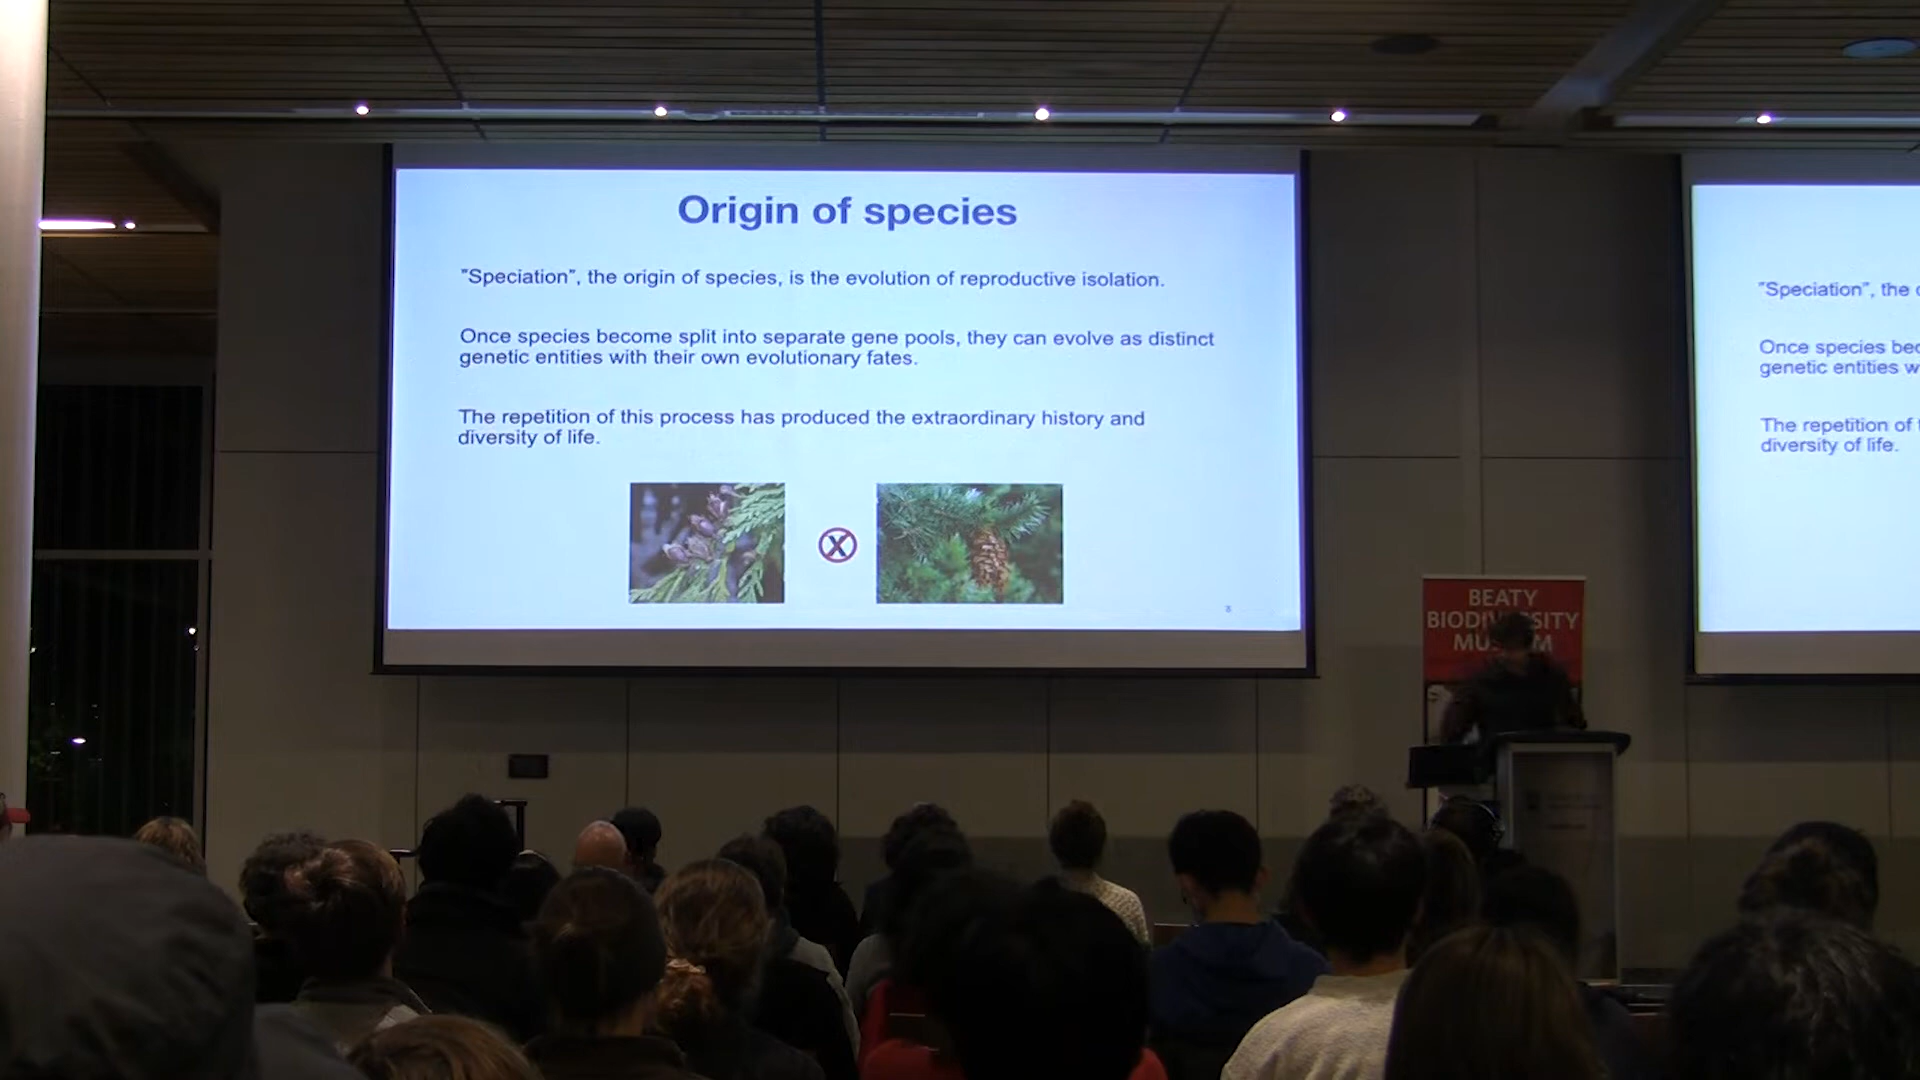 Origin of species
"Speciation", the origin of species, is the evolution of reproductive isolation.
Once species become split into separate gene pools, they can evolve as distinct
genetic entities with their own evolutionary fates.
The repetition of this process has produced the extraordinary history and
diversity of life.
X
"Speciation", the
Once species
genetic entities
The repetition of
diversity of life.
BEATY
BIODIVERSITY
MUSEUM